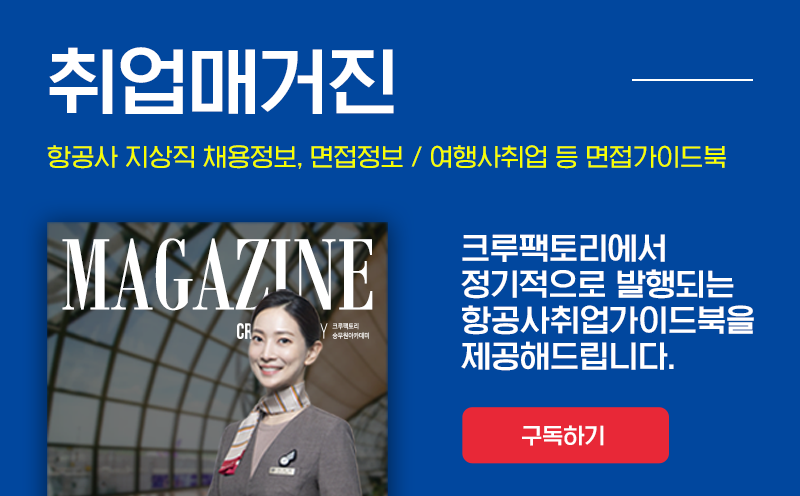 취업매거진
항공사 지상직 채용정보, 면접정보 / 여행사취업 등 면접가이드북
MAGAZINE
크루팩토리
승무원아카데미
크루팩토리에서
정기적으로 발행되는
항공사취업가이드북을
제공해드립니다.
구독하기